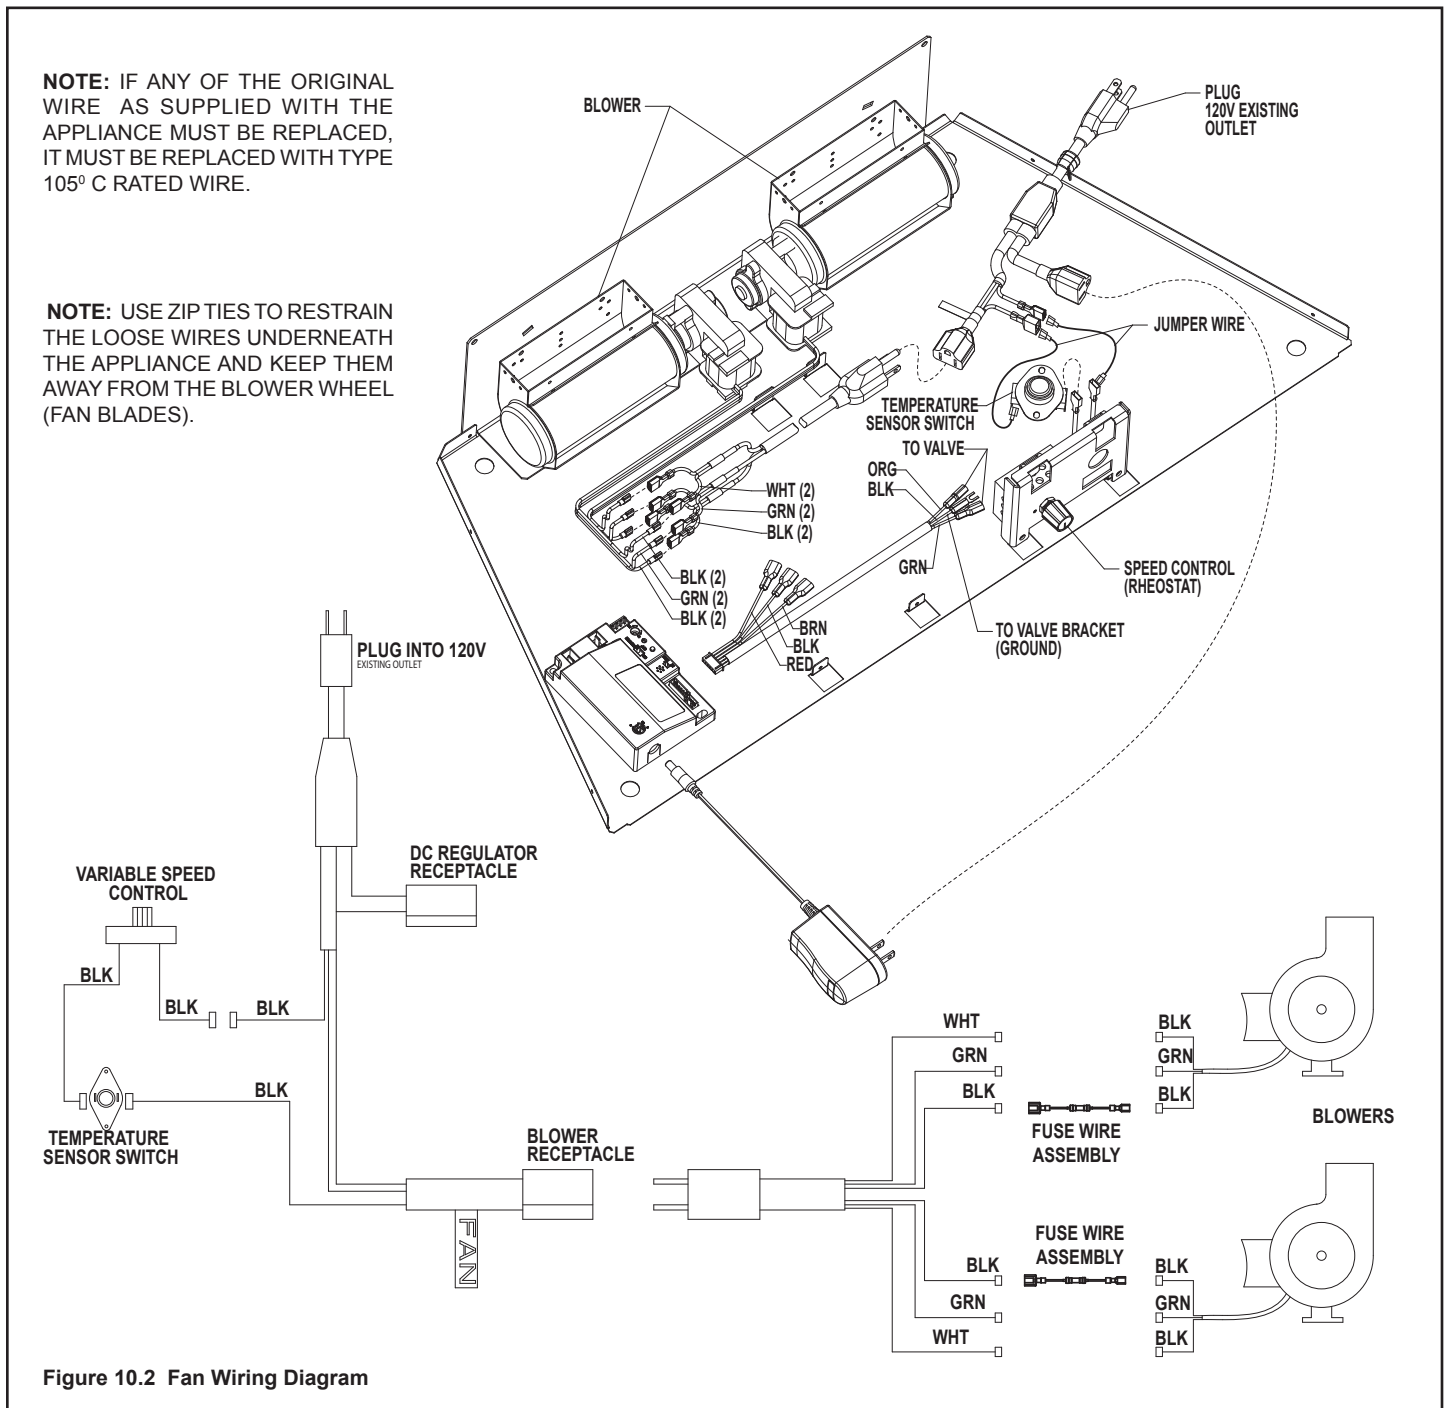 NOTE: IF ANY OF THE ORIGINAL
WIRE AS SUPPLIED WITH THE
APPLIANCE MUST BE REPLACED,
IT MUST BE REPLACED WITH TYPE
105⁰ C RATED WIRE.
NOTE: USE ZIP TIES TO RESTRAIN
THE LOOSE WIRES UNDERNEATH
THE APPLIANCE AND KEEP THEM
AWAY FROM THE BLOWER WHEEL
(FAN BLADES).
BLOWER
PLUG
120V EXISTING
OUTLET
JUMPER WIRE
TEMPERATURE
SENSOR SWITCH
TO VALVE
ORG
BLK
WHT (2)
GRN (2)
BLK (2)
GRN
SPEED CONTROL
(RHEOSTAT)
BLK (2)
GRN (2)
BLK (2)
BRN
BLK
RED
TO VALVE BRACKET
(GROUND)
PLUG INTO 120V
EXISTING OUTLET
DC REGULATOR
RECEPTACLE
VARIABLE SPEED
CONTROL
BLK
BLK
BLK
BLK
TEMPERATURE
SENSOR SWITCH
BLOWER
RECEPTACLE
FAN
WHT
GRN
BLK
BLK
GRN
BLK
FUSE WIRE
ASSEMBLY
BLOWERS
FUSE WIRE
ASSEMBLY
BLK
GRN
WHT
BLK
GRN
BLK
Figure 10.2 Fan Wiring Diagram